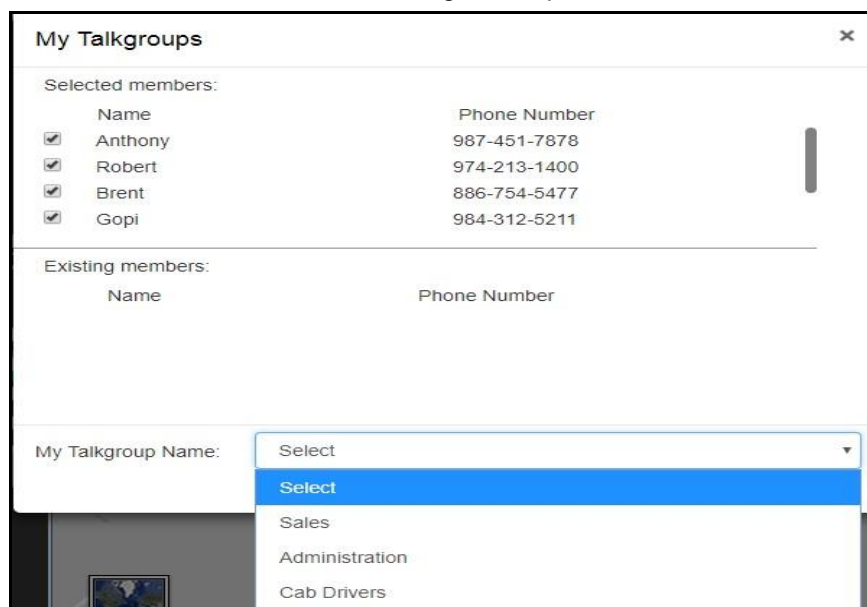 My Talkgroups ×
Selected members:
Name Phone Number
Anthony 987-451-7878
Robert 974-213-1400
Brent 886-754-5477
Gopi 984-312-5211
Existing members:
Name Phone Number
My Talkgroup Name: Select
Select
Sales
Administration
Cab Drivers